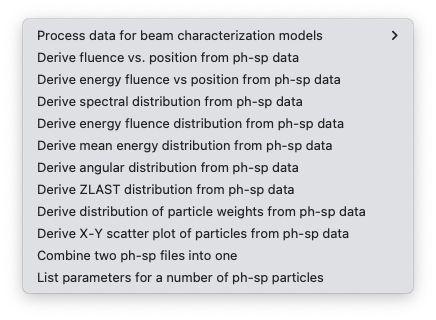 Process data for beam characterization models
Derive fluence vs. position from ph-sp data
Derive energy fluence vs position from ph-sp data
Derive spectral distribution from ph-sp data
Derive energy fluence distribution from ph-sp data
Derive mean energy distribution from ph-sp data
Derive angular distribution from ph-sp data
Derive ZLAST distribution from ph-sp data
Derive distribution of particle weights from ph-sp data
Derive X-Y scatter plot of particles from ph-sp data
Combine two ph-sp files into one
List parameters for a number of ph-sp particles